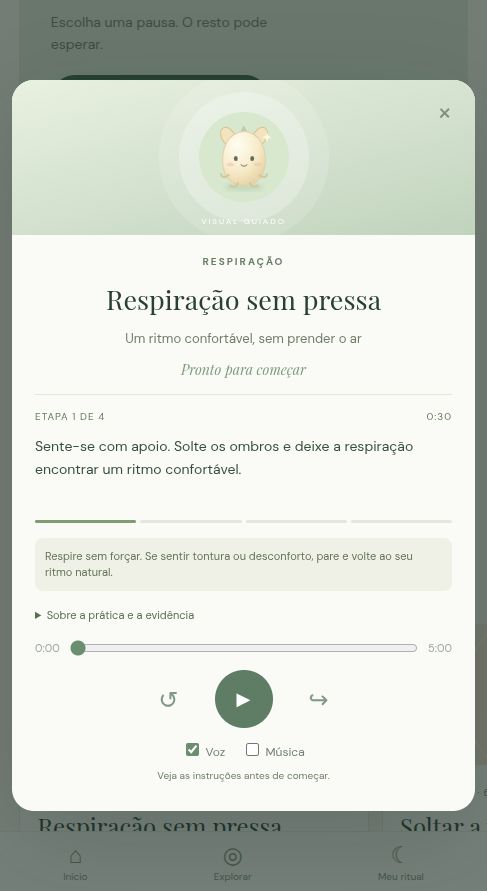 Escolha uma pausa. O resto pode
esperar.
×
VISUAL GUIADO
RESPIRAÇÃO
Respiração sem pressa
Um ritmo confortável, sem prender o ar
Pronto para começar
ETAPA 1 DE 4
0:30
Sente-se com apoio. Solte os ombros e deixe a respiração
encontrar um ritmo confortável.
Respire sem forçar. Se sentir tontura ou desconforto, pare e volte ao seu
ritmo natural.
Sobre a prática e a evidência
0:00
5:00
Voz
Música
Veja as instruções antes de começar.
Respiração sem pressa
Soltar a
Início
Explorar
Meu ritual